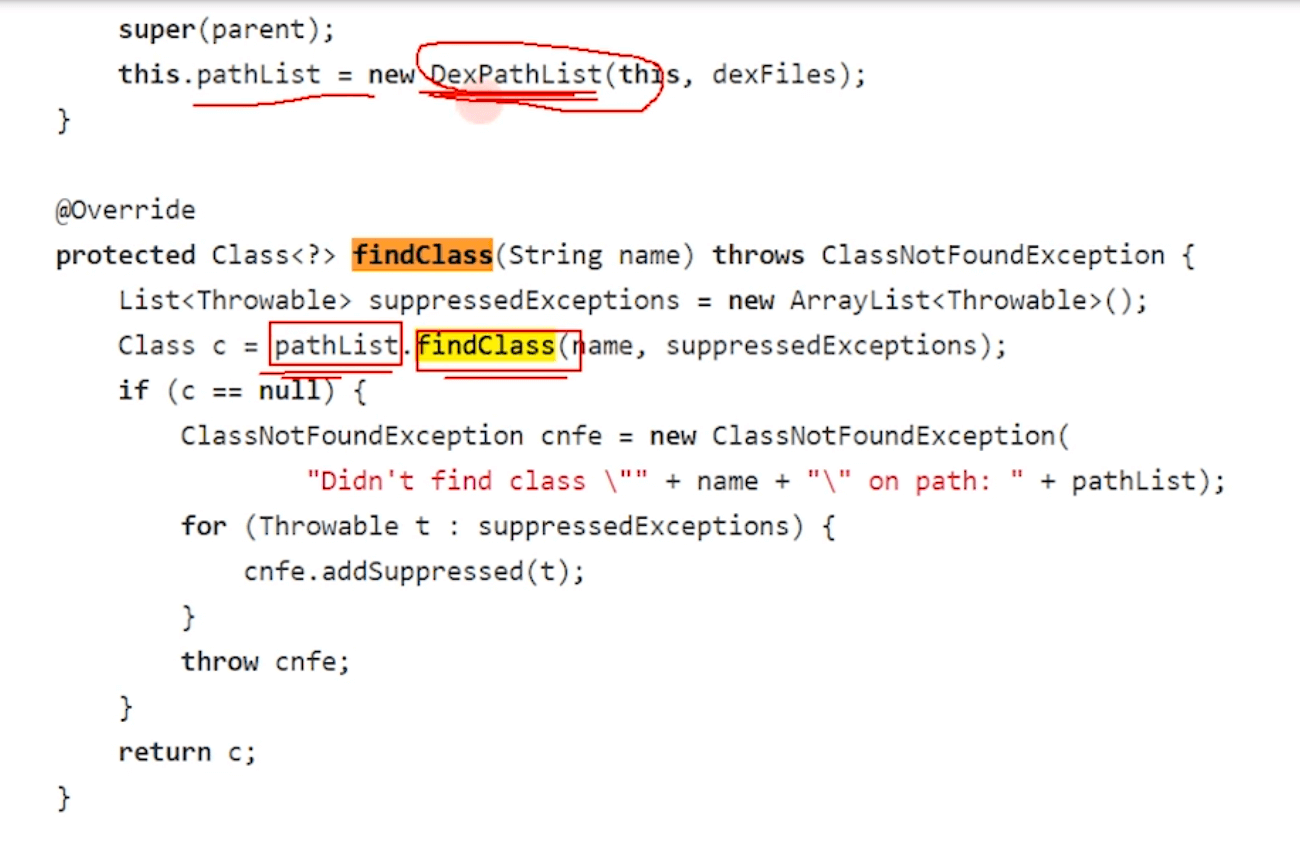 super(parent);
this.pathList = new DexPathList(this, dexFiles);
}
@Override
protected Class<?> findClass(String name) throws ClassNotFoundException {
List<Throwable> suppressedExceptions = new ArrayList<Throwable>();
Class c = pathList.findClass(name, suppressedExceptions);
if (c == null) {
ClassNotFoundException cnfe = new ClassNotFoundException(
"Didn't find class \"" + name + "\" on path: " + pathList);
for (Throwable t : suppressedExceptions) {
cnfe.addSuppressed(t);
}
throw cnfe;
}
return c;
}